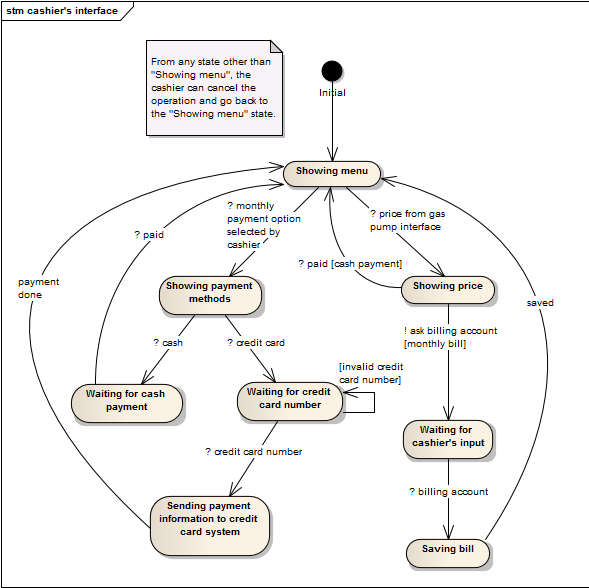 stm cashier's interface
From any state other than
"Showing menu", the
cashier can cancel the
operation and go back to
the "Showing menu" state.
Initial
Showing menu
? monthly
payment option
selected by
cashier
? price from gas
pump interface
? paid
? paid [cash payment]
payment
done
Showing payment
methods
Showing price
saved
? cash
? credit card
! ask billing account
[monthly bill]
[invalid credit
card number]
Waiting for cash
payment
Waiting for credit
card number
Waiting for
cashier's input
? credit card number
? billing account
Sending payment
information to credit
card system
Saving bill